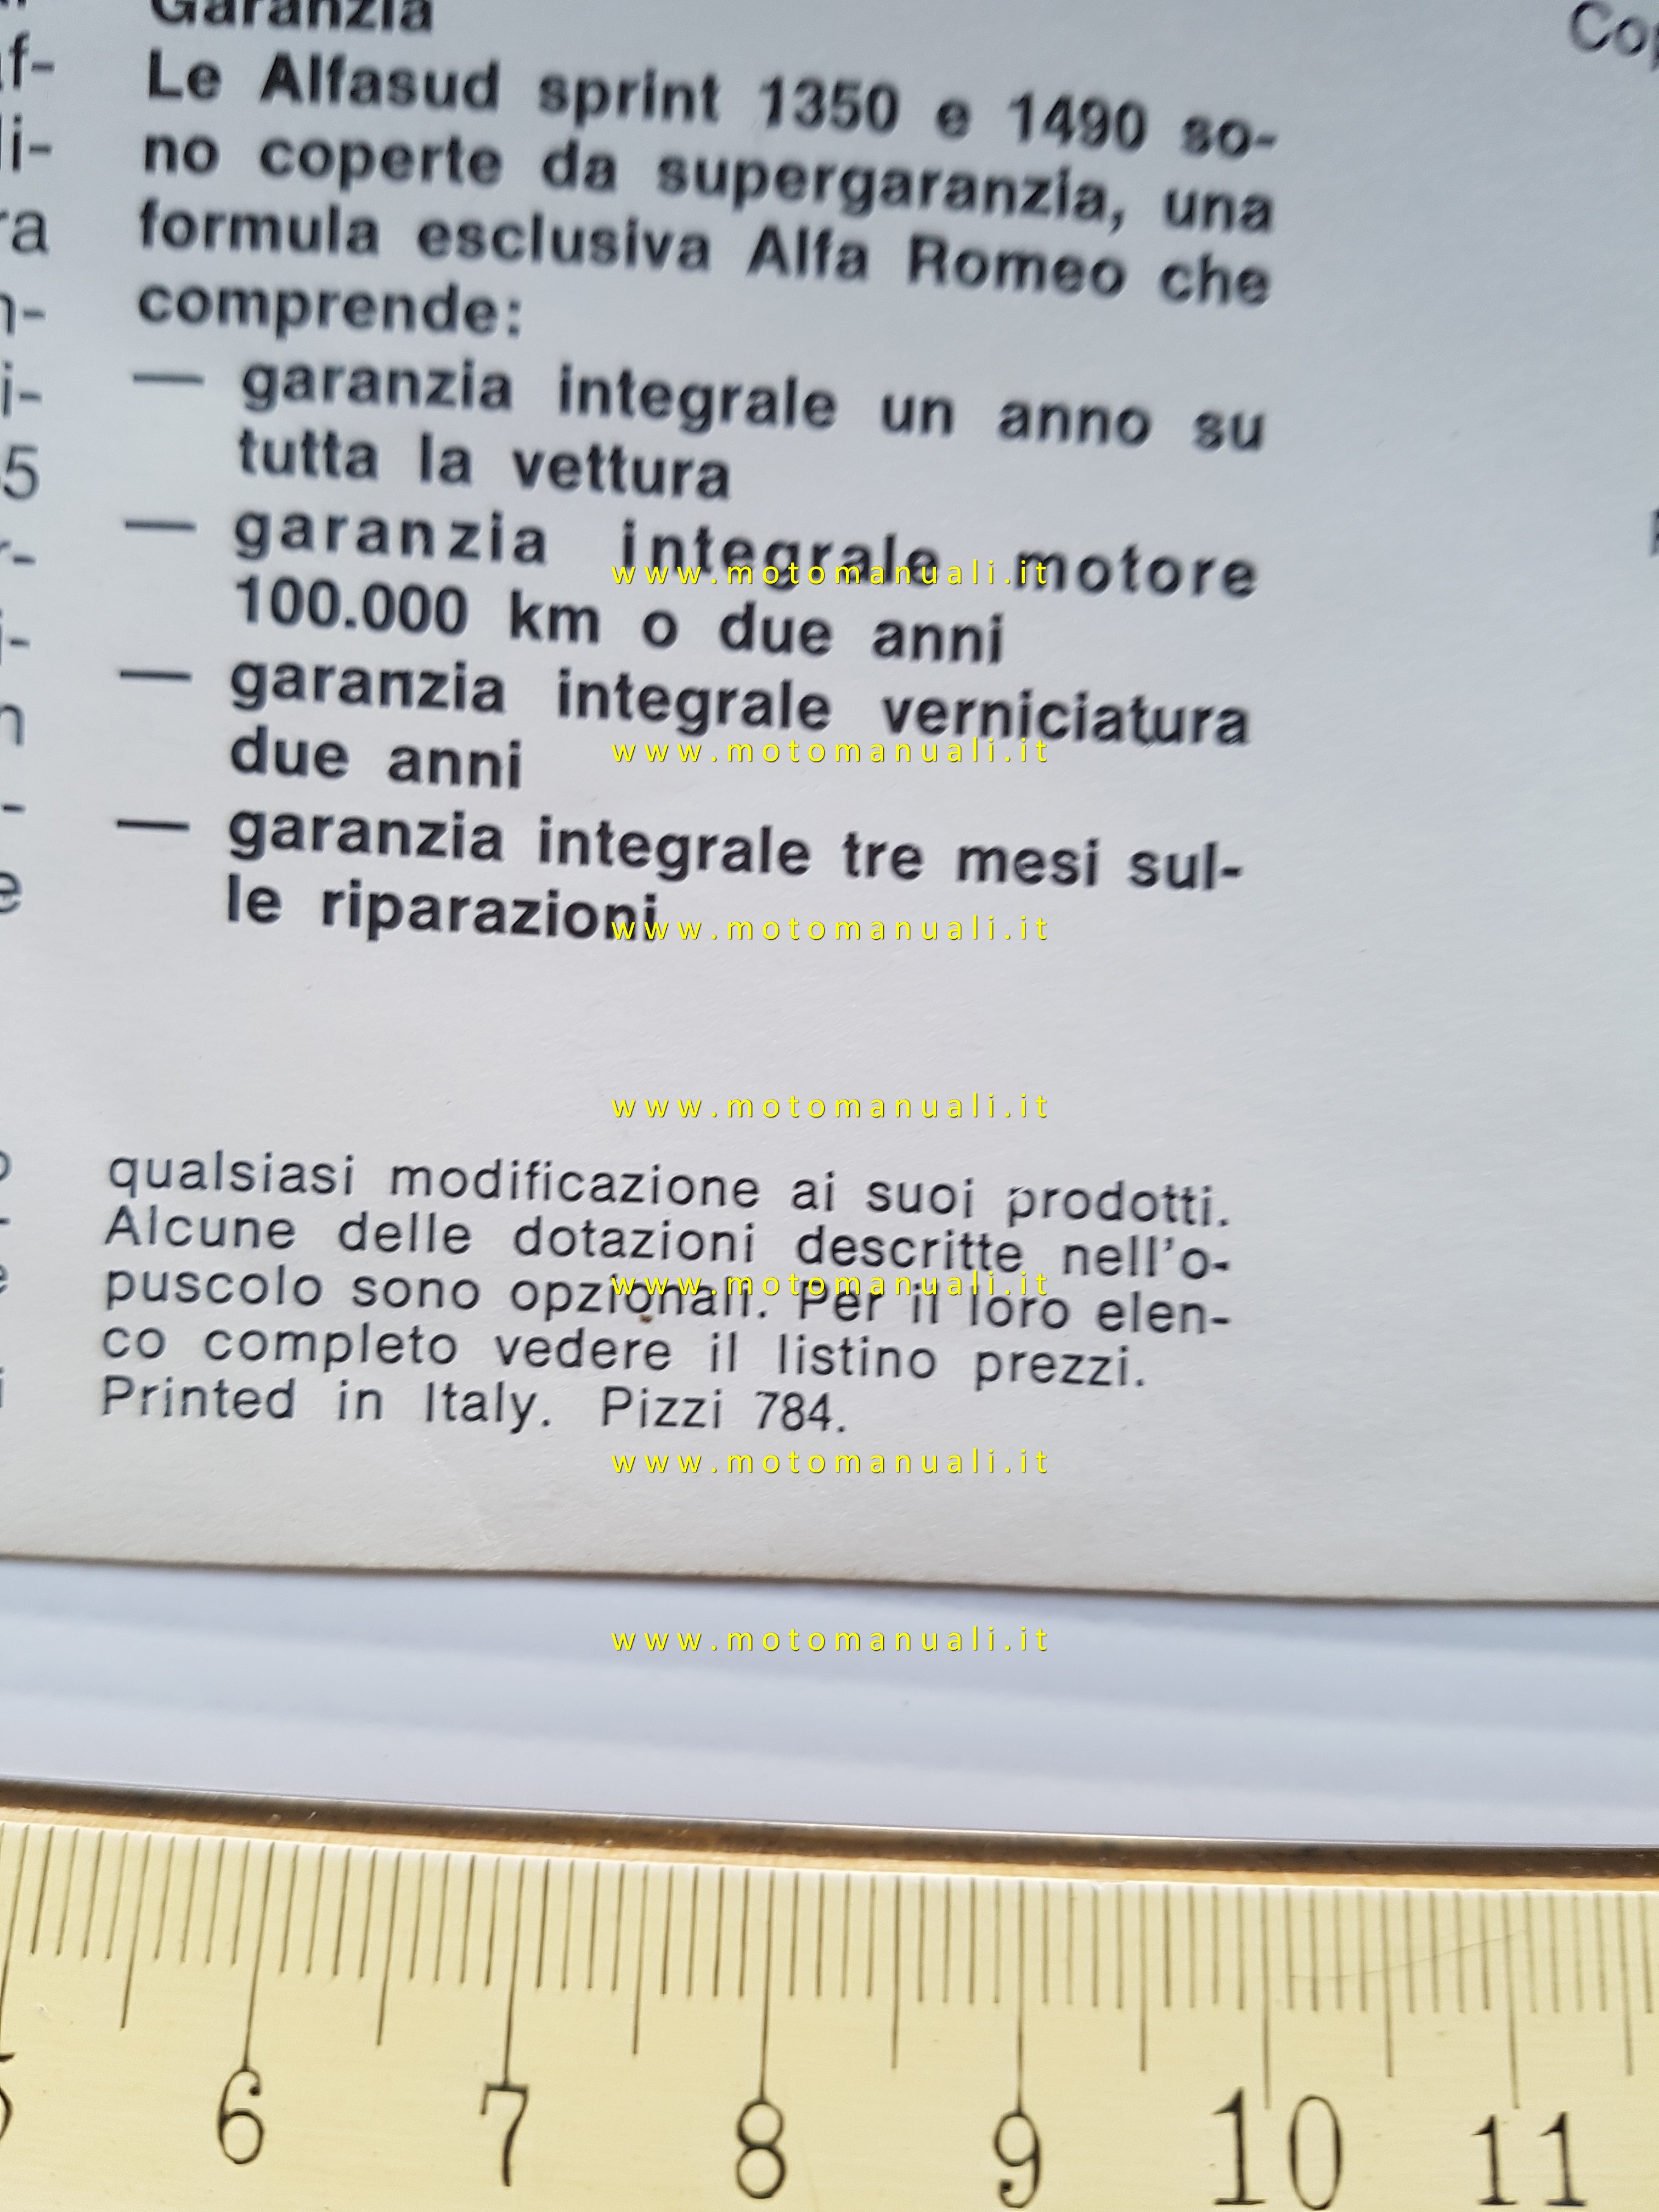 Garanzia
Le Alfasud sprint 1350 e 1490 so-
no coperte da supergaranzia, una
formula esclusiva Alfa Romeo che
comprende:
— garanzia integrale un anno su
tutta la vettura
— garanzia integrale motore
www.motomanuali.it
100.000 km o due anni
— garanzia integrale verniciatura
www.motomanuali.it
due anni
— garanzia integrale tre mesi sul-
le riparazioni
www.motomanuali.it
www.motomanuali.it
qualsiasi modificazione ai suoi prodotti.
Alcune delle dotazioni descritte nell'o-
puscolo sono opzionali. Per il loro elen-
www.motomanuali.it
co completo vedere il listino prezzi.
Printed in Italy. Pizzi 784.
www.motomanuali.it
www.motomanuali.it
6 7 8 9 10 11